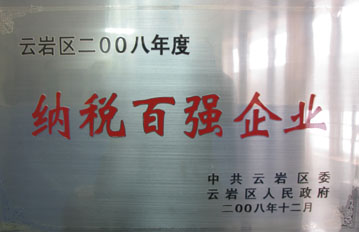 云岩区二00八年度
纳税百强企业
中共云岩区委
云岩区人民政府
二00八年十二月